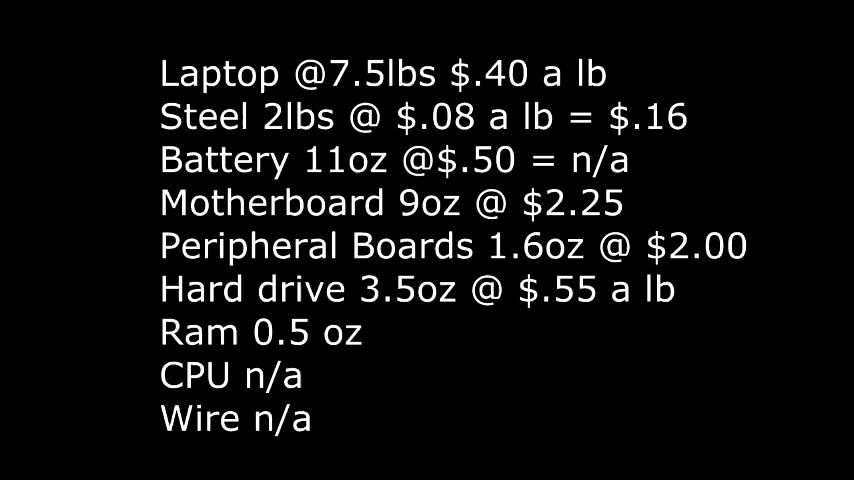 Laptop @7.5lbs $.40 a lb
Steel 2lbs @ $.08 a lb = $.16
Battery 11oz @$.50 = n/a
Motherboard 9oz @ $2.25
Peripheral Boards 1.6oz @ $2.00
Hard drive 3.5oz @ $.55 a lb
Ram 0.5 oz
CPU n/a
Wire n/a